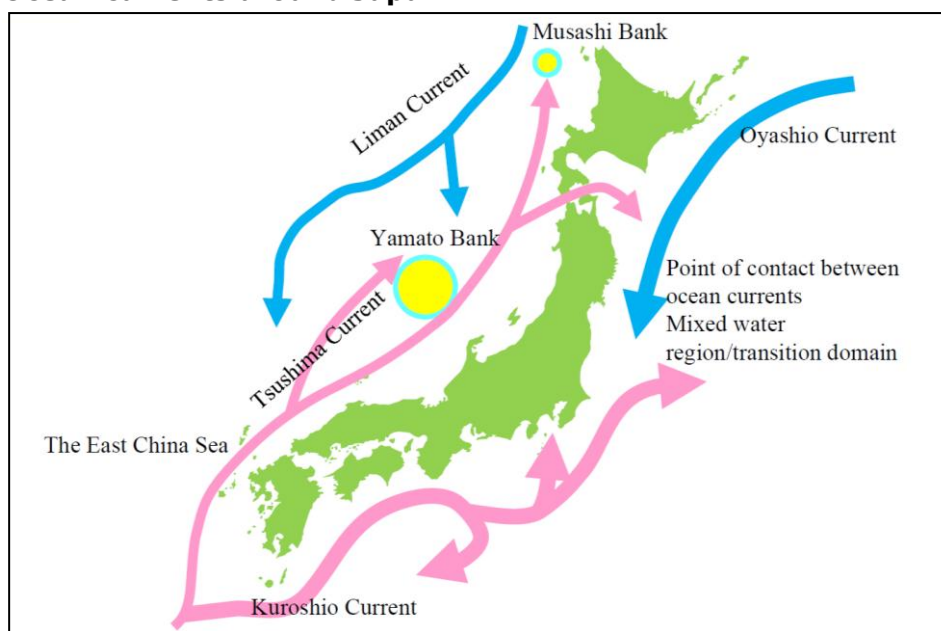 Musashi Bank
Liman Current
Oyashio Current
Yamato Bank
Point of contact between
ocean currents
Mixed water
region/transition domain
Tsushima Current
The East China Sea
Kuroshio Current